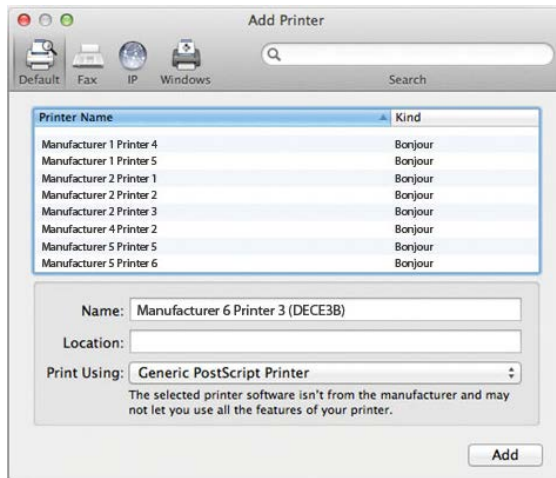 Add Printer
Default Fax IP Windows Search
Printer Name Kind
Manufacturer 1 Printer 4 Bonjour
Manufacturer 1 Printer 5 Bonjour
Manufacturer 2 Printer 1 Bonjour
Manufacturer 2 Printer 2 Bonjour
Manufacturer 2 Printer 3 Bonjour
Manufacturer 4 Printer 2 Bonjour
Manufacturer 5 Printer 5 Bonjour
Manufacturer 5 Printer 6 Bonjour
Name: Manufacturer 6 Printer 3 (DECE3B)
Location:
Print Using: Generic PostScript Printer
The selected printer software isn't from the manufacturer and may
not let you use all the features of your printer.
Add